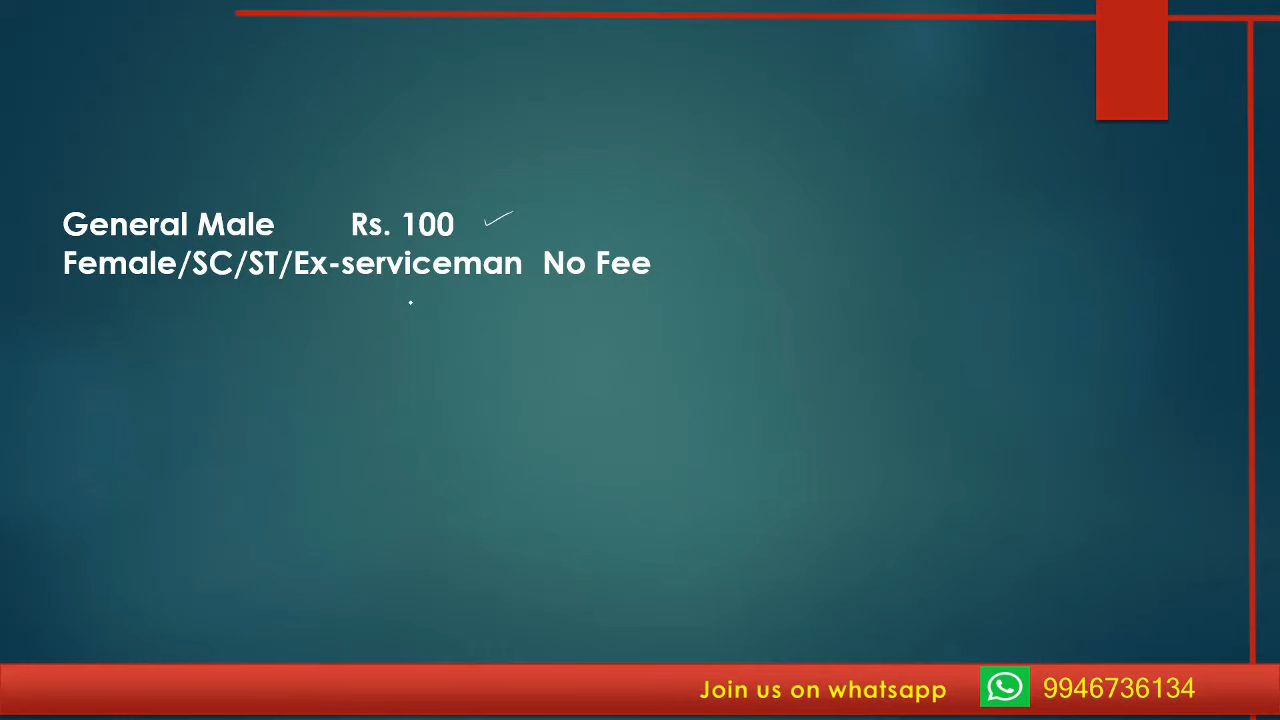 General Male Rs. 100
Female/SC/ST/Ex-serviceman No Fee
Join us on whatsapp 9946736134